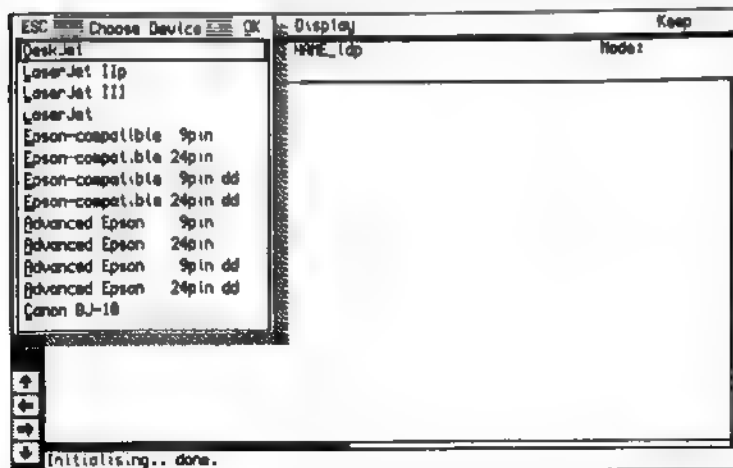 ESC Choose Device OK
DeskJet
LaserJet IIp
LaserJet III
LaserJet
Epson-compatible 9pin
Epson-compatible 24pin
Epson-compatible 9pin dd
Epson-compatible 24pin dd
Advanced Epson 9pin
Advanced Epson 24pin
Advanced Epson 9pin dd
Advanced Epson 24pin dd
Canon BJ-10
Display Keep
NAME_ldp Mode:
Initialising.. done.